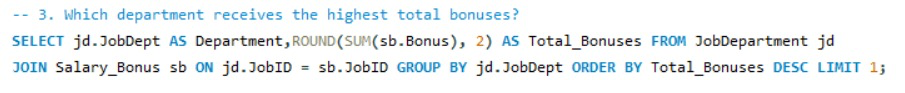 -- 3. Which department receives the highest total bonuses?
SELECT jd.JobDept AS Department,ROUND(SUM(sb.Bonus), 2) AS Total_Bonuses FROM JobDepartment jd
JOIN Salary_Bonus sb ON jd.JobID = sb.JobID GROUP BY jd.JobDept ORDER BY Total_Bonuses DESC LIMIT 1;